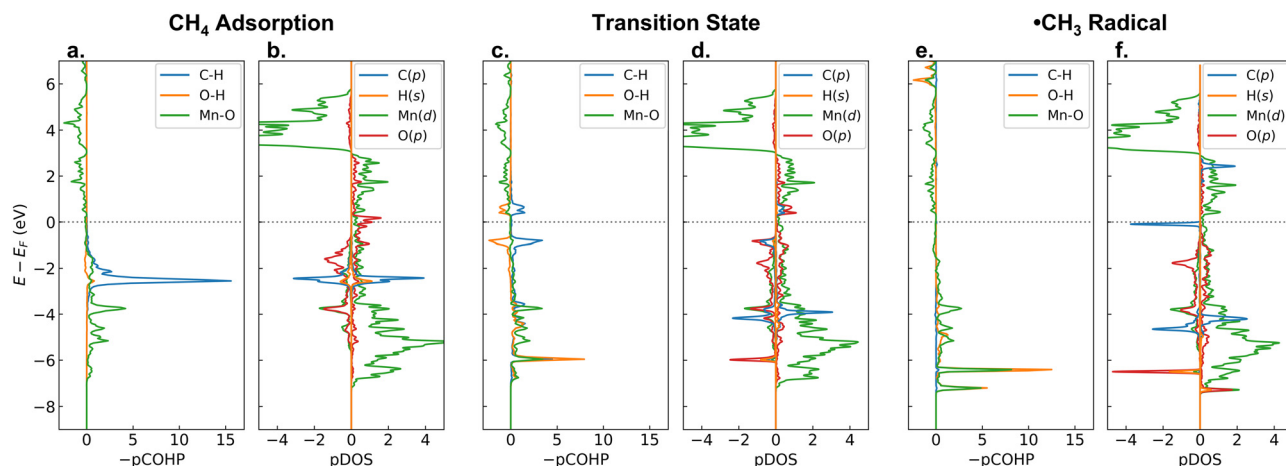 CH₄ Adsorption
Transition State
•CH₃ Radical
a.
b.
c.
d.
e.
f.
E − E_F (eV)
6
4
2
0
−2
−4
−6
−8
C-H
O-H
Mn-O
0
5
10
15
−pCOHP
C(p)
H(s)
Mn(d)
O(p)
−4
−2
0
2
4
pDOS
C-H
O-H
Mn-O
0
5
10
15
−pCOHP
C(p)
H(s)
Mn(d)
O(p)
−4
−2
0
2
4
pDOS
C-H
O-H
Mn-O
0
5
10
15
−pCOHP
C(p)
H(s)
Mn(d)
O(p)
−4
−2
0
2
4
pDOS